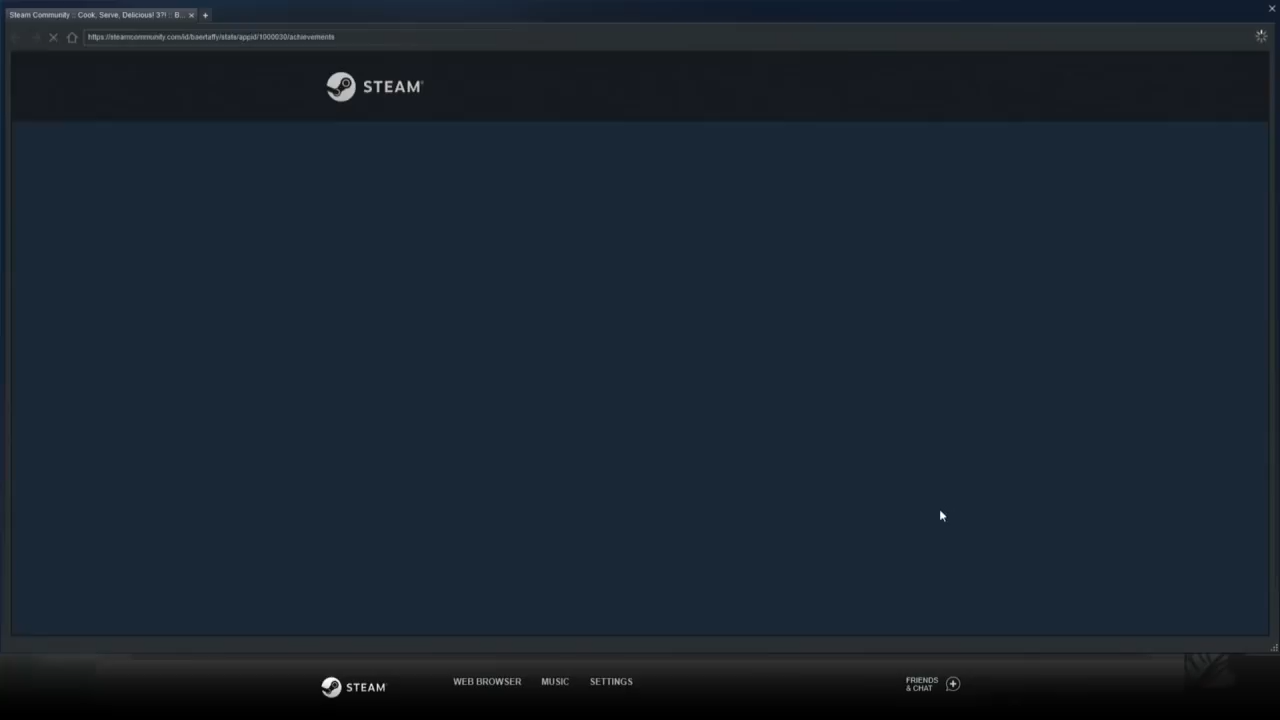 Steam Community :: Cook, Serve, Delicious! 3?! :: B...
https://steamcommunity.com/id/baertaffy/stats/appid/1000030/achievements
STEAM®
STEAM
WEB BROWSER
MUSIC
SETTINGS
FRIENDS
& CHAT